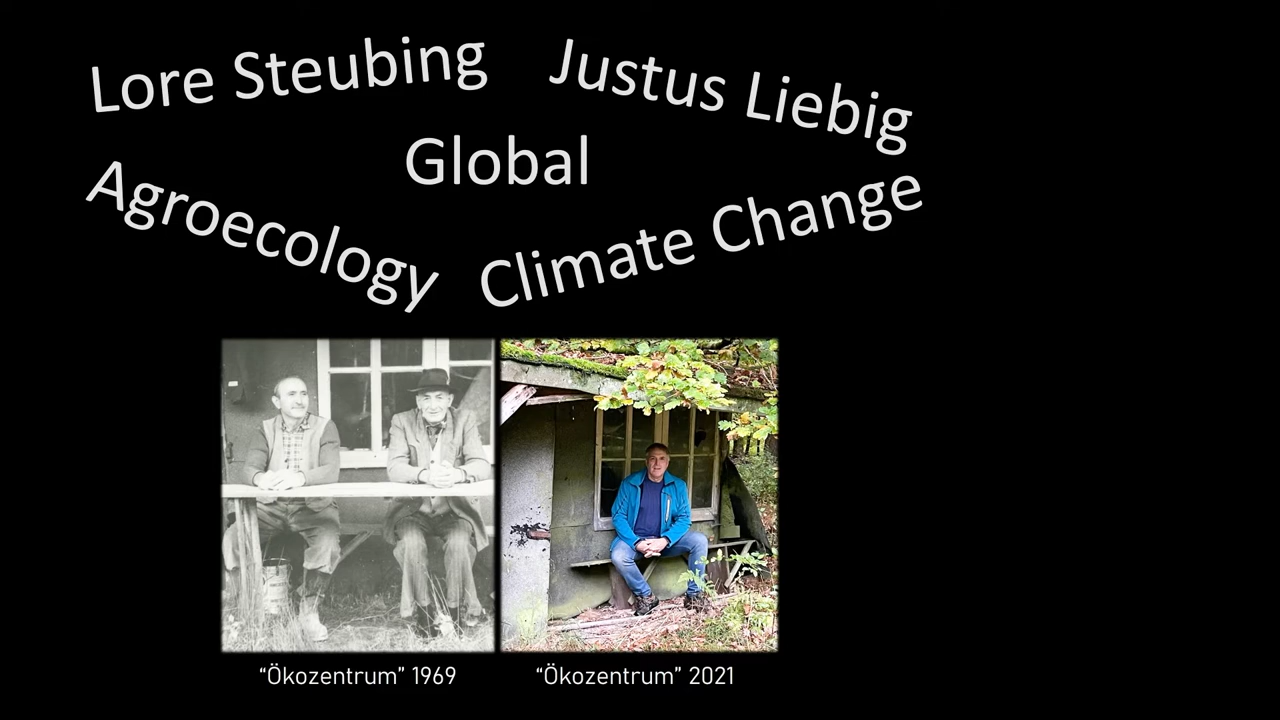 Lore Steubing
Justus Liebig
Global
Agroecology
Climate Change
“Ökozentrum” 1969
“Ökozentrum” 2021